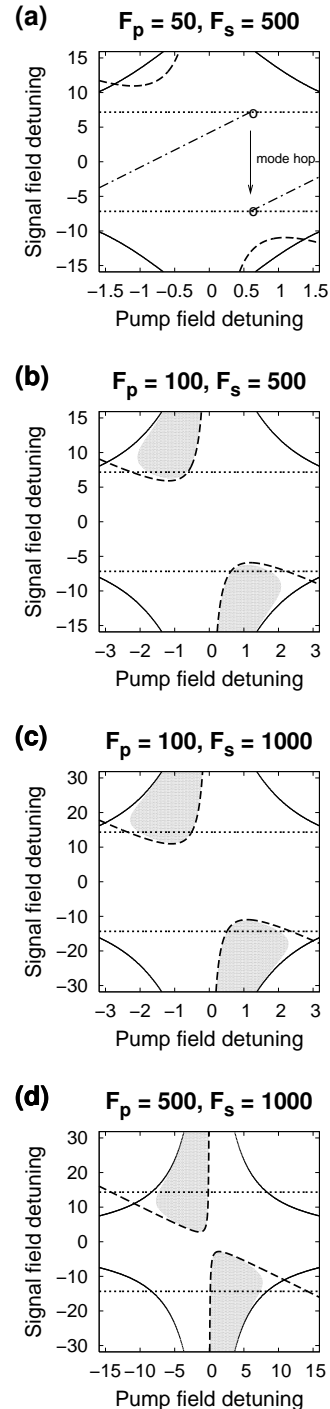 (a)
F_p = 50, F_s = 500
Signal field detuning
15
10
5
0
−5
−10
−15
mode hop
−1.5 −1 −0.5 0 0.5 1 1.5
Pump field detuning
(b)
F_p = 100, F_s = 500
Signal field detuning
15
10
5
0
−5
−10
−15
−3 −2 −1 0 1 2 3
Pump field detuning
(c)
F_p = 100, F_s = 1000
Signal field detuning
30
20
10
0
−10
−20
−30
−3 −2 −1 0 1 2 3
Pump field detuning
(d)
F_p = 500, F_s = 1000
Signal field detuning
30
20
10
0
−10
−20
−30
−15 −10 −5 0 5 10 15
Pump field detuning